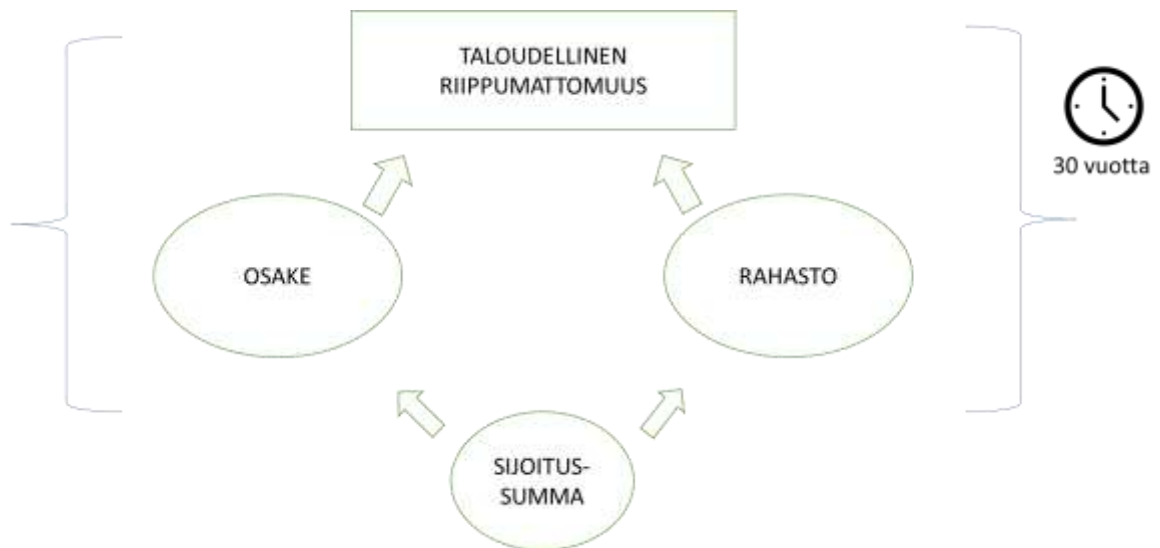 TALOUDELLINEN
RIIPPUMATTOMUUS
30 vuotta
OSAKE
RAHASTO
SIJOITUS-
SUMMA